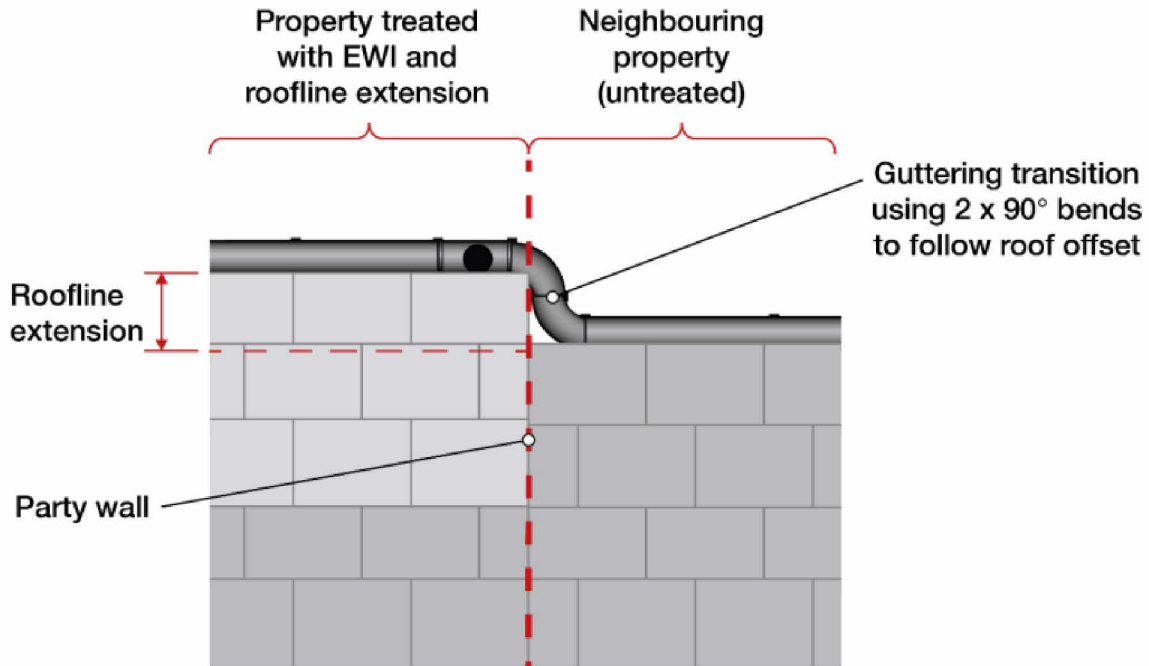 Property treated
with EWI and
roofline extension
Neighbouring
property
(untreated)
Guttering transition
using 2 x 90° bends
to follow roof offset
Roofline
extension
Party wall